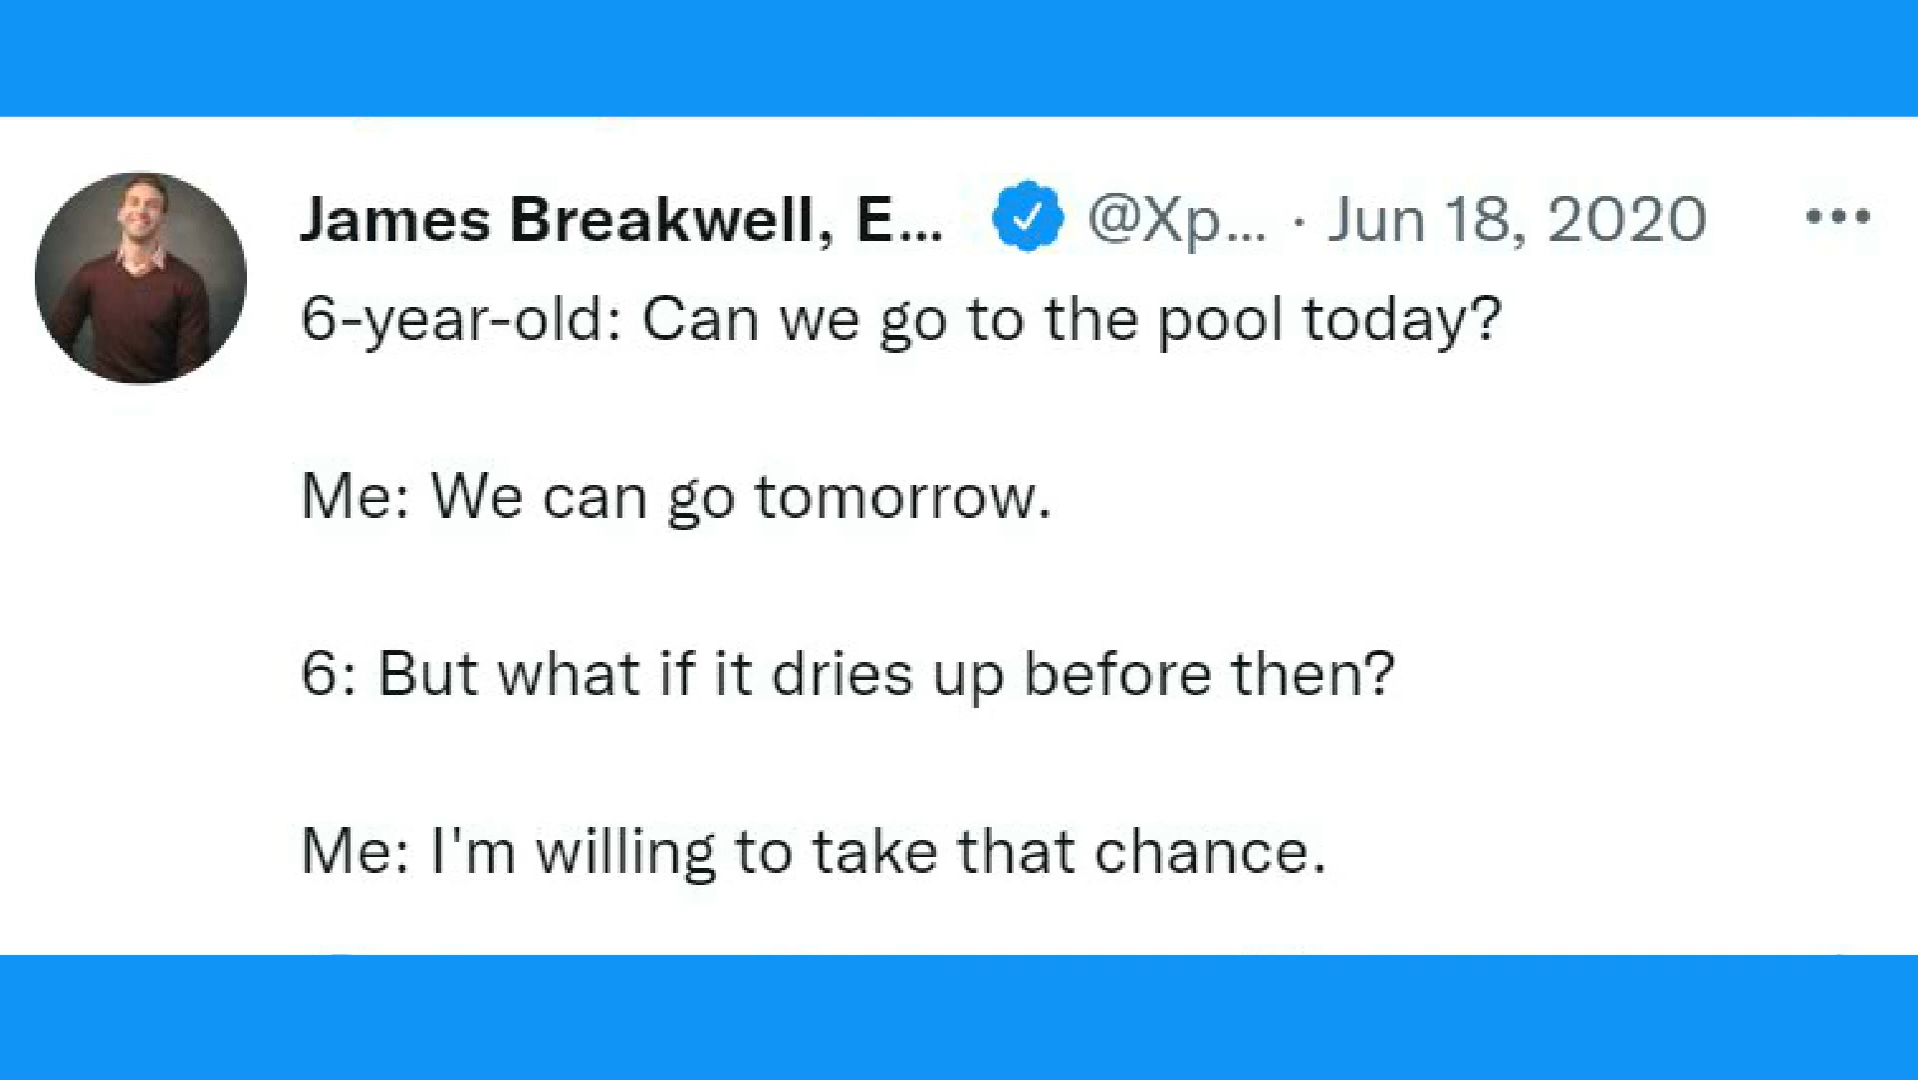 James Breakwell, E... @Xp... · Jun 18, 2020
6-year-old: Can we go to the pool today?
Me: We can go tomorrow.
6: But what if it dries up before then?
Me: I'm willing to take that chance.